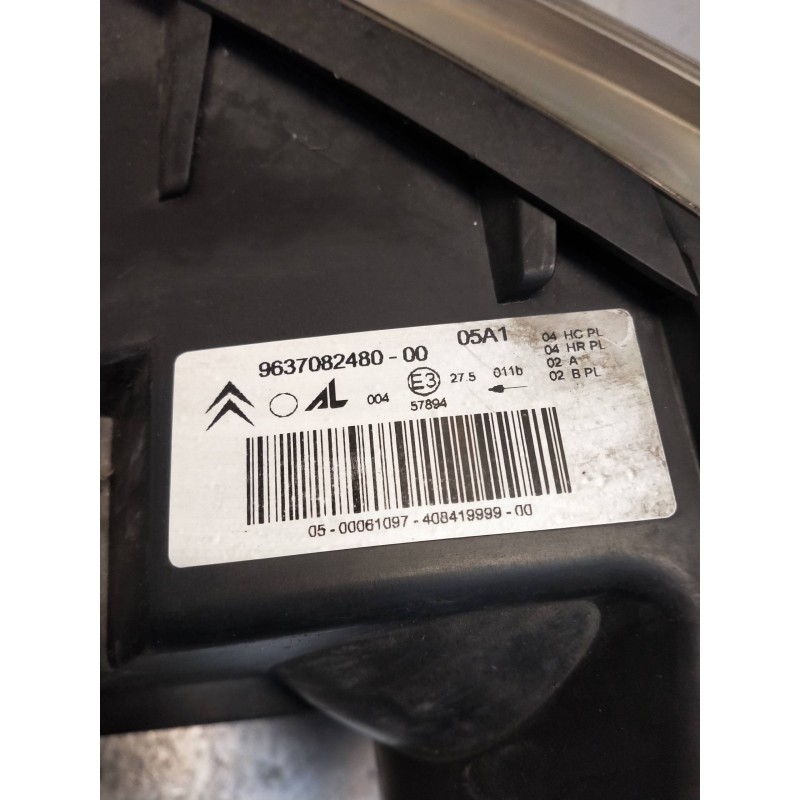 9637082480-00 05A1
04 HC PL
04 HR PL
02 A
02 B PL
AL 004 E3 27.5 011b
57894
05-00061097-408419999-00